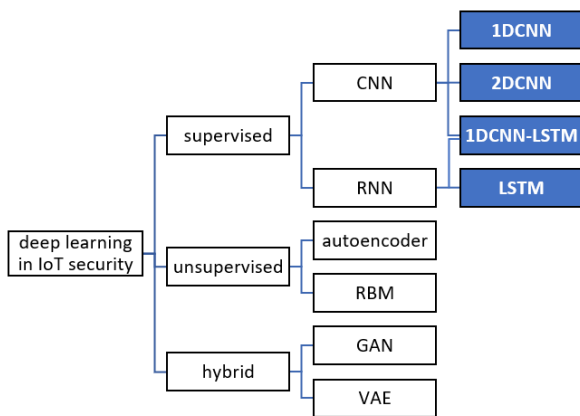 deep learning
in IoT security
supervised
unsupervised
hybrid
CNN
RNN
autoencoder
RBM
GAN
VAE
1DCNN
2DCNN
1DCNN-LSTM
LSTM